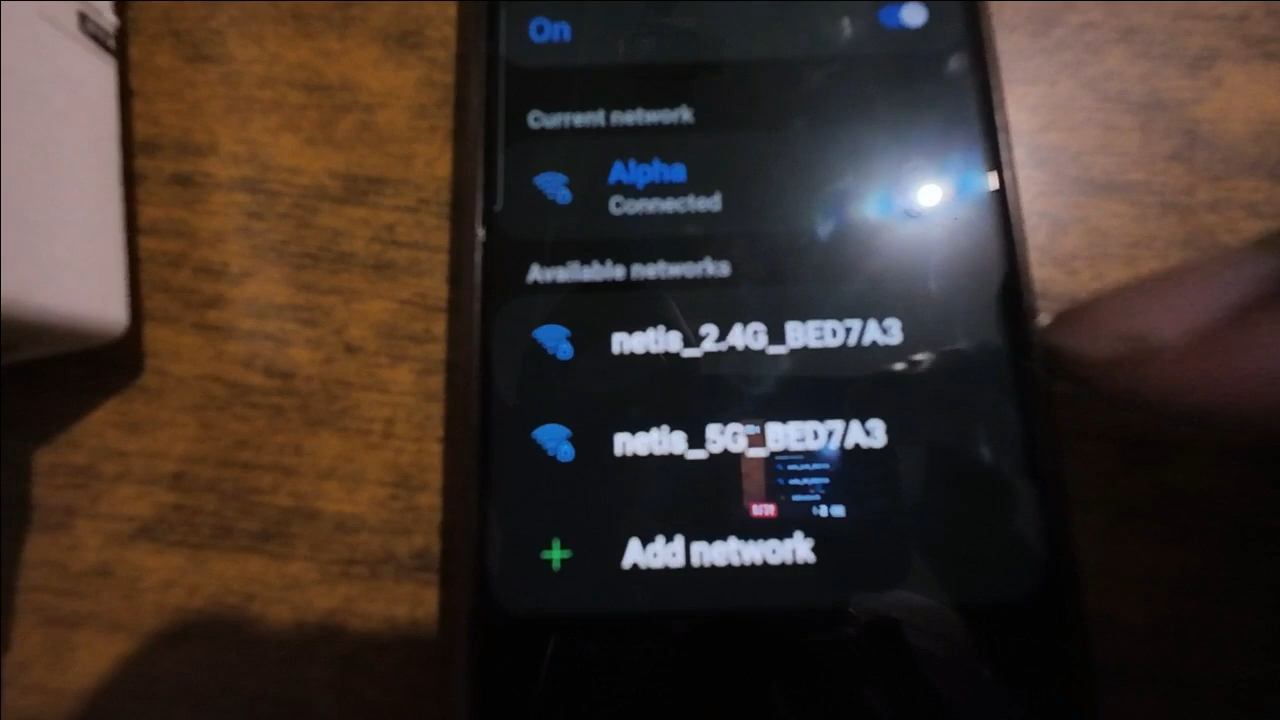 On
Current network
Alpha
Connected
Available networks
netis_2.4G_BED7A3
netis_5G_BED7A3
Add network